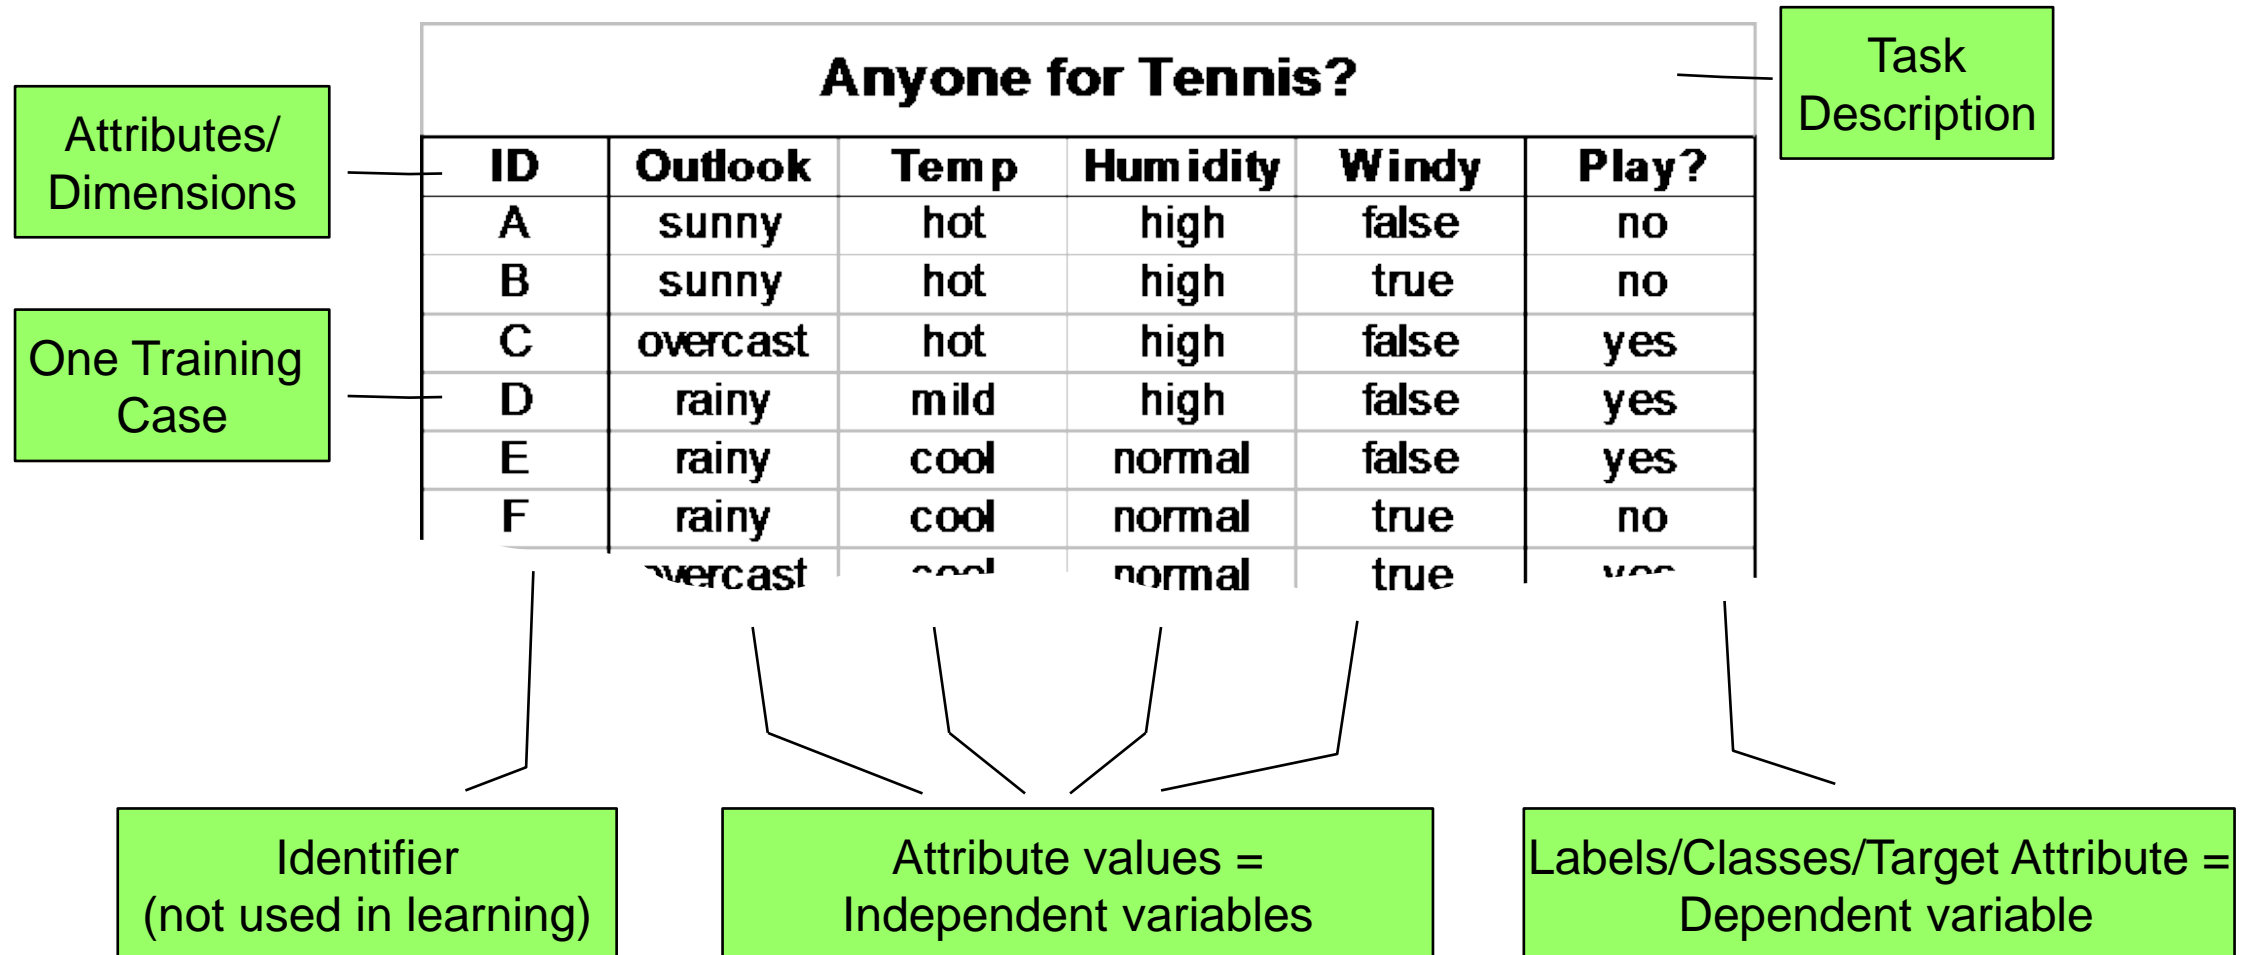 Anyone for Tennis?
Task
Description
Attributes/
Dimensions
ID Outlook Temp Humidity Windy Play?
A sunny hot high false no
B sunny hot high true no
One Training
Case
C overcast hot high false yes
D rainy mild high false yes
E rainy cool normal false yes
F rainy cool normal true no
overcast cool normal true yes
Identifier
(not used in learning)
Attribute values =
Independent variables
Labels/Classes/Target Attribute =
Dependent variable